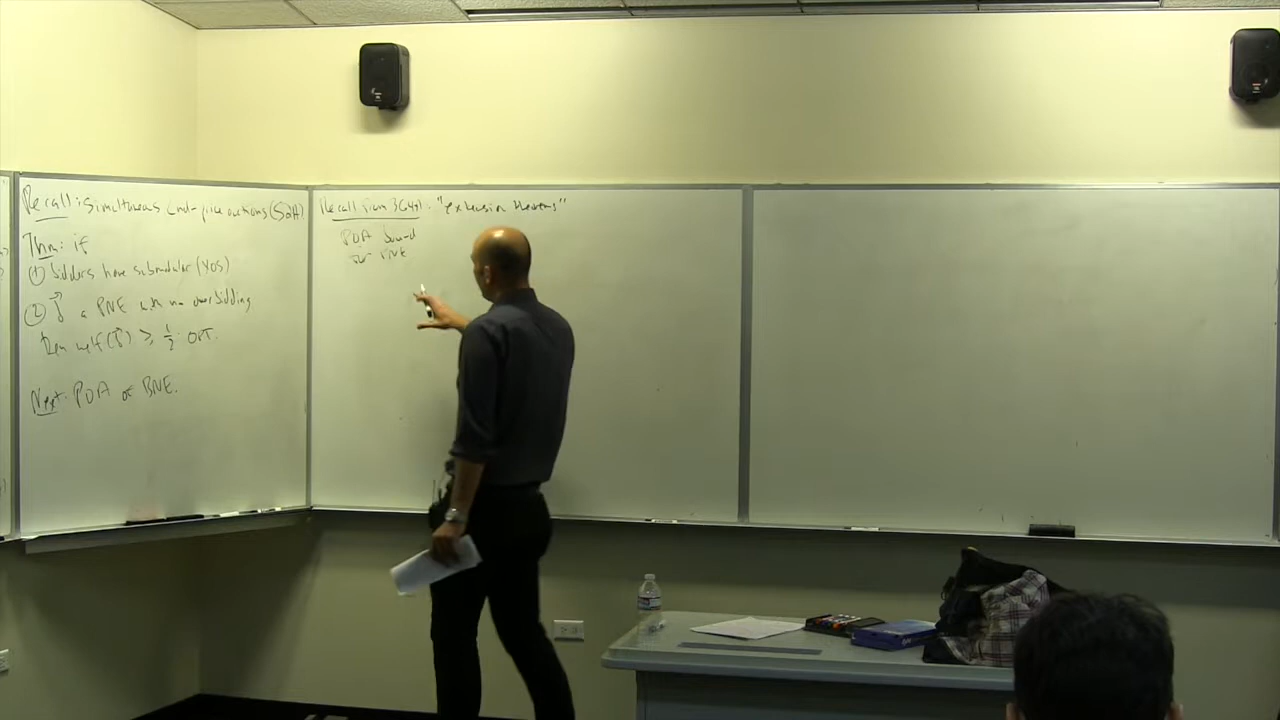 Recall: simultaneous 2nd-price auctions (S2A)
Thm: if
① bidders have submodular (XOS)
② b⃗ a PNE with no overbidding
then welf(b⃗) ≥ 1/2 OPT.
Next: POA of BNE.
Recall from 364A: "extension theorems"
POA bound
for PNE